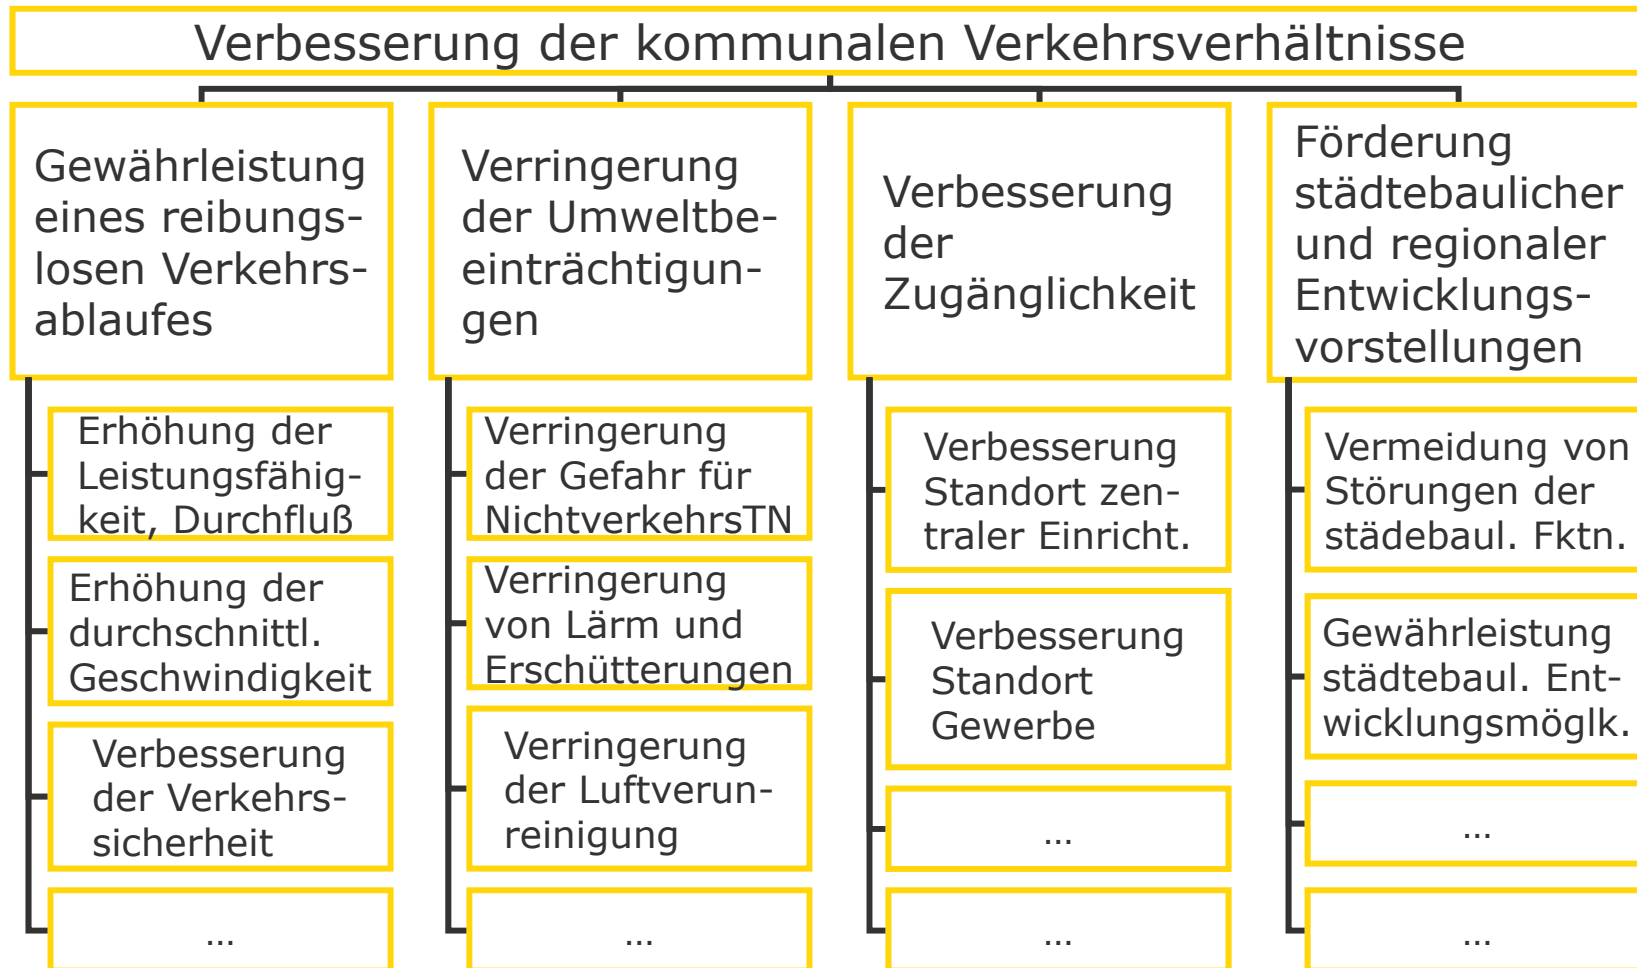 Verbesserung der kommunalen Verkehrsverhältnisse
Gewährleistung
eines reibungs-
losen Verkehrs-
ablaufes
Erhöhung der
Leistungsfähig-
keit, Durchfluß
Erhöhung der
durchschnittl.
Geschwindigkeit
Verbesserung
der Verkehrs-
sicherheit
...
Verringerung
der Umweltbe-
einträchtigun-
gen
Verringerung
der Gefahr für
NichtverkehrsTN
Verringerung
von Lärm und
Erschütterungen
Verringerung
der Luftverun-
reinigung
...
Verbesserung
der
Zugänglichkeit
Verbesserung
Standort zen-
traler Einricht.
Verbesserung
Standort
Gewerbe
...
...
Förderung
städtebaulicher
und regionaler
Entwicklungs-
vorstellungen
Vermeidung von
Störungen der
städebaul. Fktn.
Gewährleistung
städtebaul. Ent-
wicklungsmöglk.
...
...